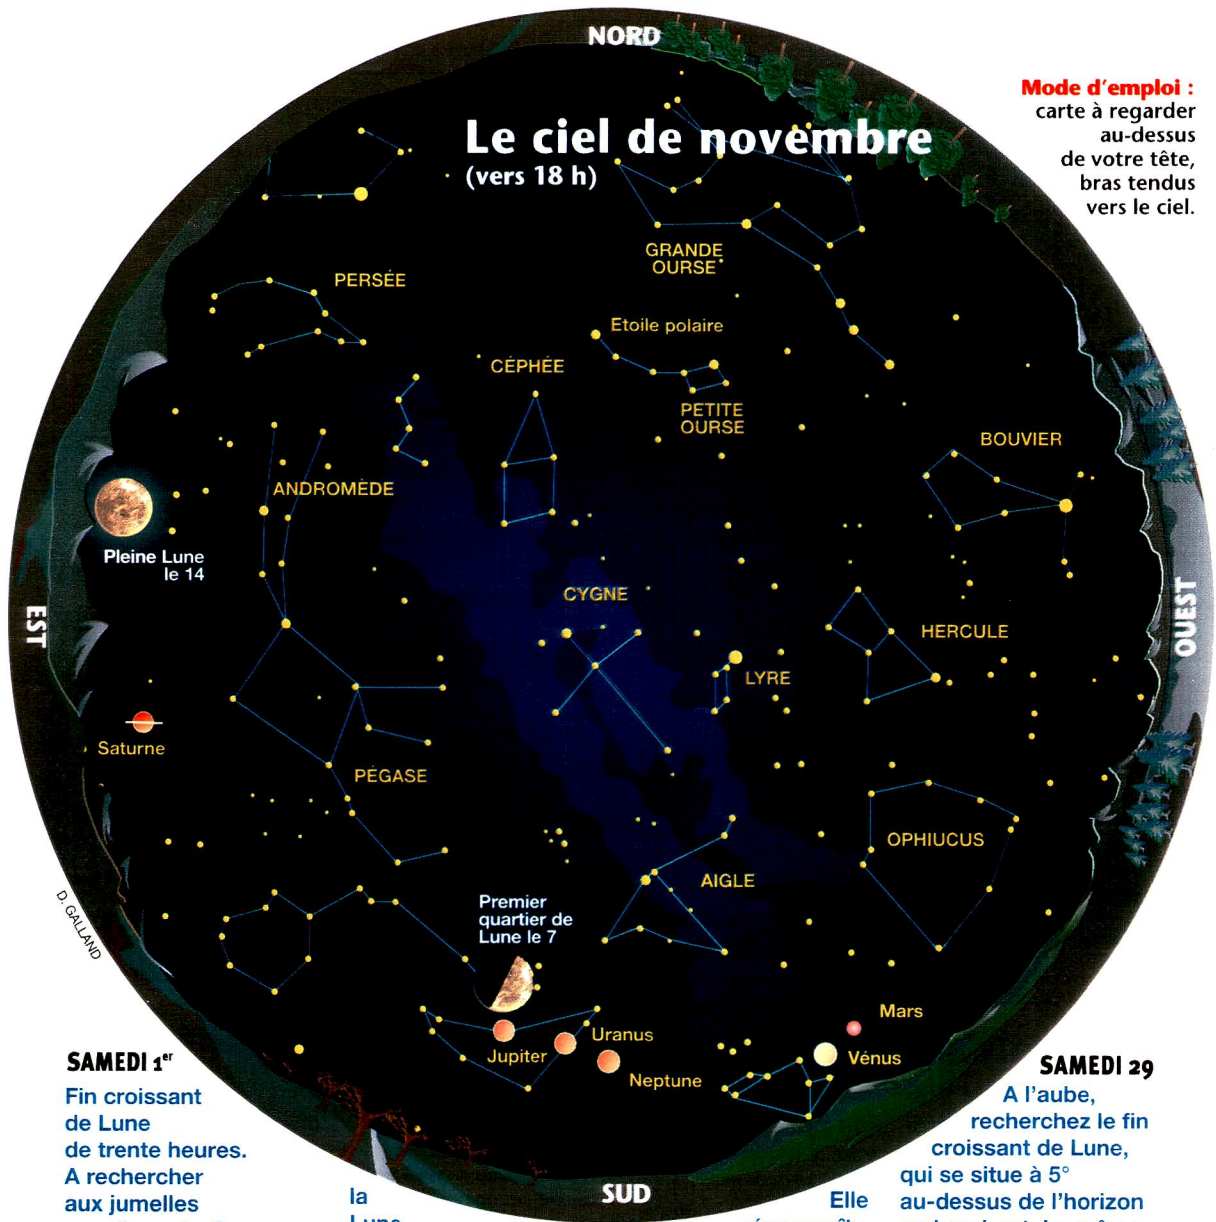 NORD
Mode d'emploi :
carte à regarder
au-dessus
de votre tête,
bras tendus
vers le ciel.
Le ciel de novembre
(vers 18 h)
GRANDE
OURSE
PERSÉE
Etoile polaire
CÉPHÉE
PETITE
OURSE
BOUVIER
ANDROMÈDE
Pleine Lune
le 14
CYGNE
EST
OUEST
HERCULE
LYRE
Saturne
PÉGASE
OPHIUCUS
AIGLE
D. GALLAND
Premier
quartier de
Lune le 7
Mars
Uranus
Jupiter
Vénus
Neptune
SAMEDI 1er
Fin croissant
de Lune
de trente heures.
A rechercher
aux jumelles
SUD
la
Lune
Elle
SAMEDI 29
A l'aube,
recherchez le fin
croissant de Lune,
qui se situe à 5°
au-dessus de l'horizon